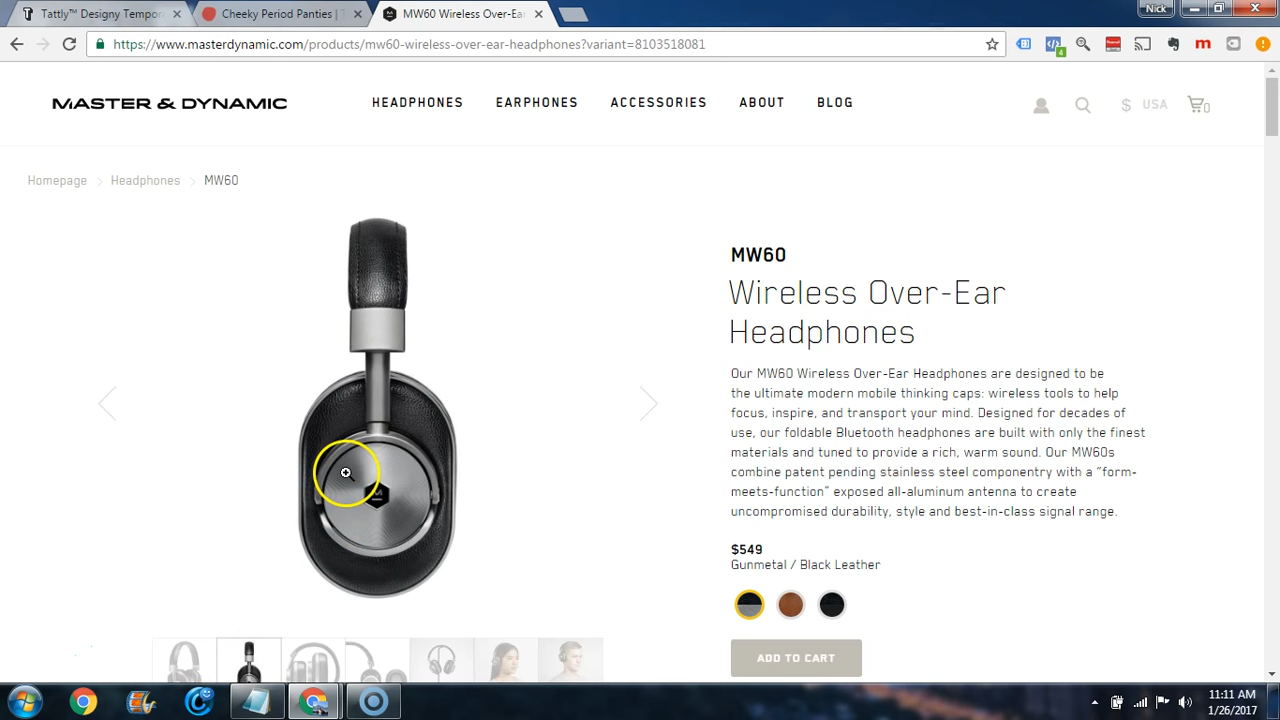 Tattly™ Designy Tempora
Cheeky Period Panties | T
MW60 Wireless Over-Ear
Nick
https://www.masterdynamic.com/products/mw60-wireless-over-ear-headphones?variant=8103518081
4
MASTER & DYNAMIC
HEADPHONES EARPHONES ACCESSORIES ABOUT BLOG
$ USA 0
Homepage > Headphones > MW60
MW60
Wireless Over-Ear
Headphones
Our MW60 Wireless Over-Ear Headphones are designed to be
the ultimate modern mobile thinking caps: wireless tools to help
focus, inspire, and transport your mind. Designed for decades of
use, our foldable Bluetooth headphones are built with only the finest
materials and tuned to provide a rich, warm sound. Our MW60s
combine patent pending stainless steel componentry with a “form-
meets-function” exposed all-aluminum antenna to create
uncompromised durability, style and best-in-class signal range.
$549
Gunmetal / Black Leather
ADD TO CART
11:11 AM
1/26/2017